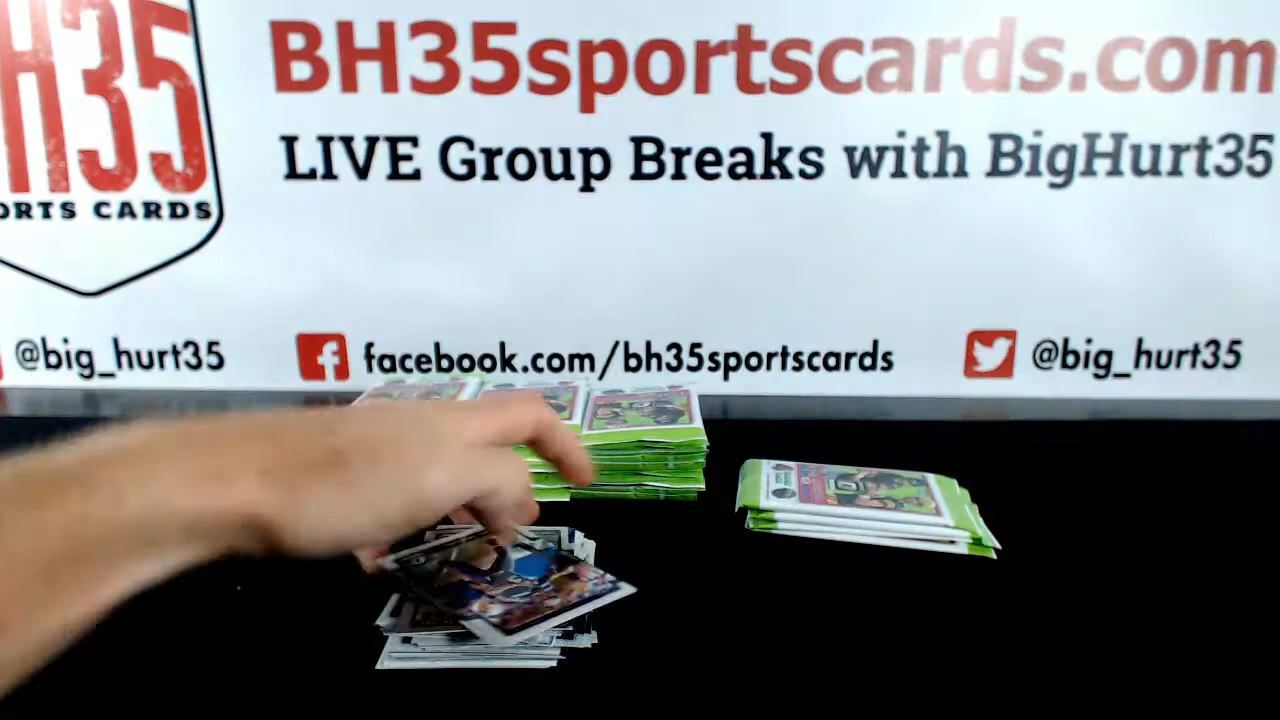 H35
ORTS CARDS
BH35sportscards.com
LIVE Group Breaks with BigHurt35
@big_hurt35
facebook.com/bh35sportscards
@big_hurt35